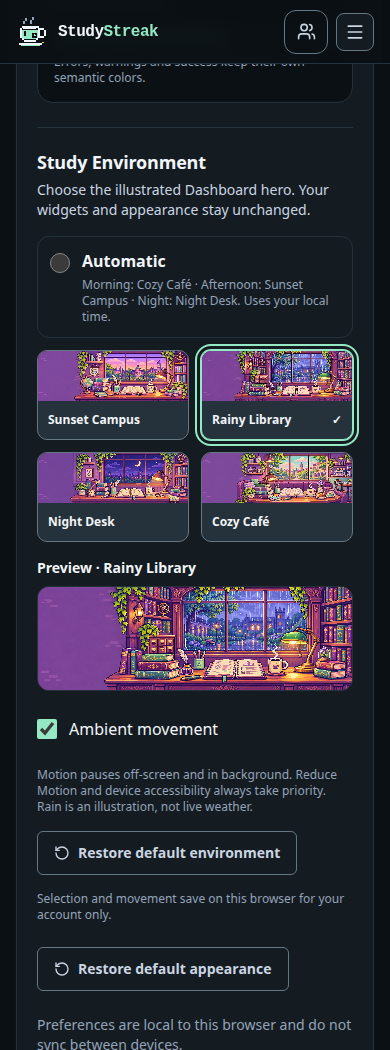 StudyStreak
Errors, warnings and success keep their own
semantic colors.
Study Environment
Choose the illustrated Dashboard hero. Your
widgets and appearance stay unchanged.
Automatic
Morning: Cozy Café · Afternoon: Sunset
Campus · Night: Night Desk. Uses your local
time.
Sunset Campus
Rainy Library ✓
Night Desk
Cozy Café
Preview · Rainy Library
Ambient movement
Motion pauses off-screen and in background. Reduce
Motion and device accessibility always take priority.
Rain is an illustration, not live weather.
Restore default environment
Selection and movement save on this browser for your
account only.
Restore default appearance
Preferences are local to this browser and do not
sync between devices.